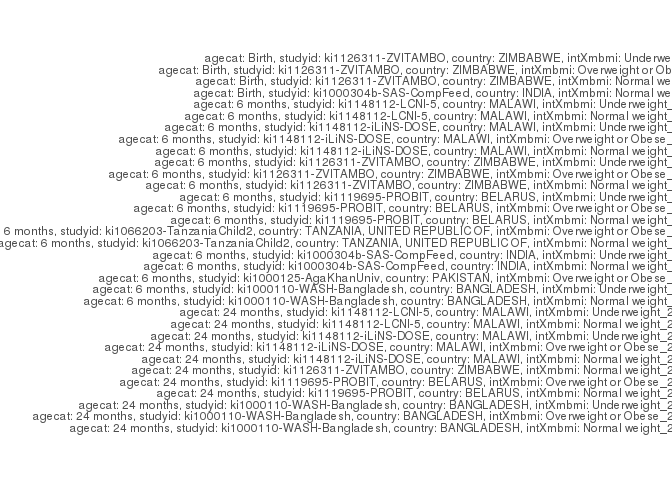 agecat: Birth, studyid: ki1126311-ZVITAMBO, country: ZIMBABWE, intXmbmi: Underwe
agecat: Birth, studyid: ki1126311-ZVITAMBO, country: ZIMBABWE, intXmbmi: Overweight or Ob
agecat: Birth, studyid: ki1126311-ZVITAMBO, country: ZIMBABWE, intXmbmi: Normal we
agecat: Birth, studyid: ki1000304b-SAS-CompFeed, country: INDIA, intXmbmi: Normal we
agecat: 6 months, studyid: ki1148112-LCNI-5, country: MALAWI, intXmbmi: Underweight_
agecat: 6 months, studyid: ki1148112-LCNI-5, country: MALAWI, intXmbmi: Normal weight_
agecat: 6 months, studyid: ki1148112-iLiNS-DOSE, country: MALAWI, intXmbmi: Underweight_
agecat: 6 months, studyid: ki1148112-iLiNS-DOSE, country: MALAWI, intXmbmi: Overweight or Obese_
agecat: 6 months, studyid: ki1148112-iLiNS-DOSE, country: MALAWI, intXmbmi: Normal weight_
agecat: 6 months, studyid: ki1126311-ZVITAMBO, country: ZIMBABWE, intXmbmi: Underweight_
agecat: 6 months, studyid: ki1126311-ZVITAMBO, country: ZIMBABWE, intXmbmi: Overweight or Obese_
agecat: 6 months, studyid: ki1126311-ZVITAMBO, country: ZIMBABWE, intXmbmi: Normal weight_
agecat: 6 months, studyid: ki1119695-PROBIT, country: BELARUS, intXmbmi: Underweight_
agecat: 6 months, studyid: ki1119695-PROBIT, country: BELARUS, intXmbmi: Overweight or Obese_
agecat: 6 months, studyid: ki1119695-PROBIT, country: BELARUS, intXmbmi: Normal weight_
6 months, studyid: ki1066203-TanzaniaChild2, country: TANZANIA, UNITED REPUBLIC OF, intXmbmi: Overweight or Obese_
agecat: 6 months, studyid: ki1066203-TanzaniaChild2, country: TANZANIA, UNITED REPUBLIC OF, intXmbmi: Normal weight_
agecat: 6 months, studyid: ki1000304b-SAS-CompFeed, country: INDIA, intXmbmi: Underweight_
agecat: 6 months, studyid: ki1000304b-SAS-CompFeed, country: INDIA, intXmbmi: Normal weight_
agecat: 6 months, studyid: ki1000125-AgaKhanUniv, country: PAKISTAN, intXmbmi: Overweight or Obese_
agecat: 6 months, studyid: ki1000110-WASH-Bangladesh, country: BANGLADESH, intXmbmi: Underweight_
agecat: 6 months, studyid: ki1000110-WASH-Bangladesh, country: BANGLADESH, intXmbmi: Normal weight_
agecat: 24 months, studyid: ki1148112-LCNI-5, country: MALAWI, intXmbmi: Underweight_2
agecat: 24 months, studyid: ki1148112-LCNI-5, country: MALAWI, intXmbmi: Normal weight_2
agecat: 24 months, studyid: ki1148112-iLiNS-DOSE, country: MALAWI, intXmbmi: Underweight_2
agecat: 24 months, studyid: ki1148112-iLiNS-DOSE, country: MALAWI, intXmbmi: Overweight or Obese_2
agecat: 24 months, studyid: ki1148112-iLiNS-DOSE, country: MALAWI, intXmbmi: Normal weight_2
agecat: 24 months, studyid: ki1126311-ZVITAMBO, country: ZIMBABWE, intXmbmi: Normal weight_2
agecat: 24 months, studyid: ki1119695-PROBIT, country: BELARUS, intXmbmi: Overweight or Obese_2
agecat: 24 months, studyid: ki1119695-PROBIT, country: BELARUS, intXmbmi: Normal weight_2
agecat: 24 months, studyid: ki1000110-WASH-Bangladesh, country: BANGLADESH, intXmbmi: Underweight_2
agecat: 24 months, studyid: ki1000110-WASH-Bangladesh, country: BANGLADESH, intXmbmi: Overweight or Obese_2
agecat: 24 months, studyid: ki1000110-WASH-Bangladesh, country: BANGLADESH, intXmbmi: Normal weight_2